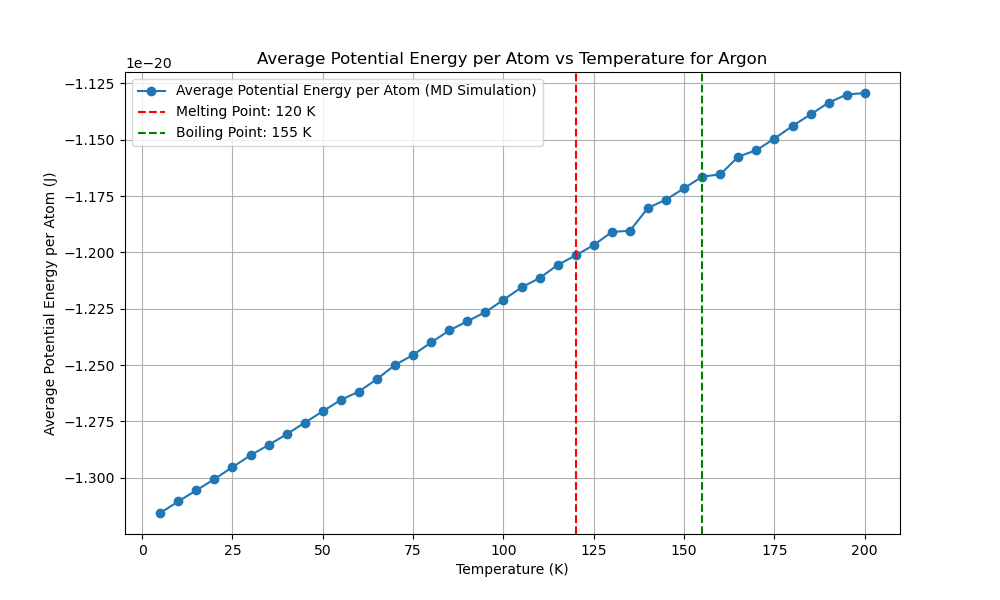 Average Potential Energy per Atom vs Temperature for Argon
1e−20
Average Potential Energy per Atom (MD Simulation)
Melting Point: 120 K
Boiling Point: 155 K
−1.125
−1.150
−1.175
−1.200
−1.225
−1.250
−1.275
−1.300
Average Potential Energy per Atom (J)
0 25 50 75 100 125 150 175 200
Temperature (K)